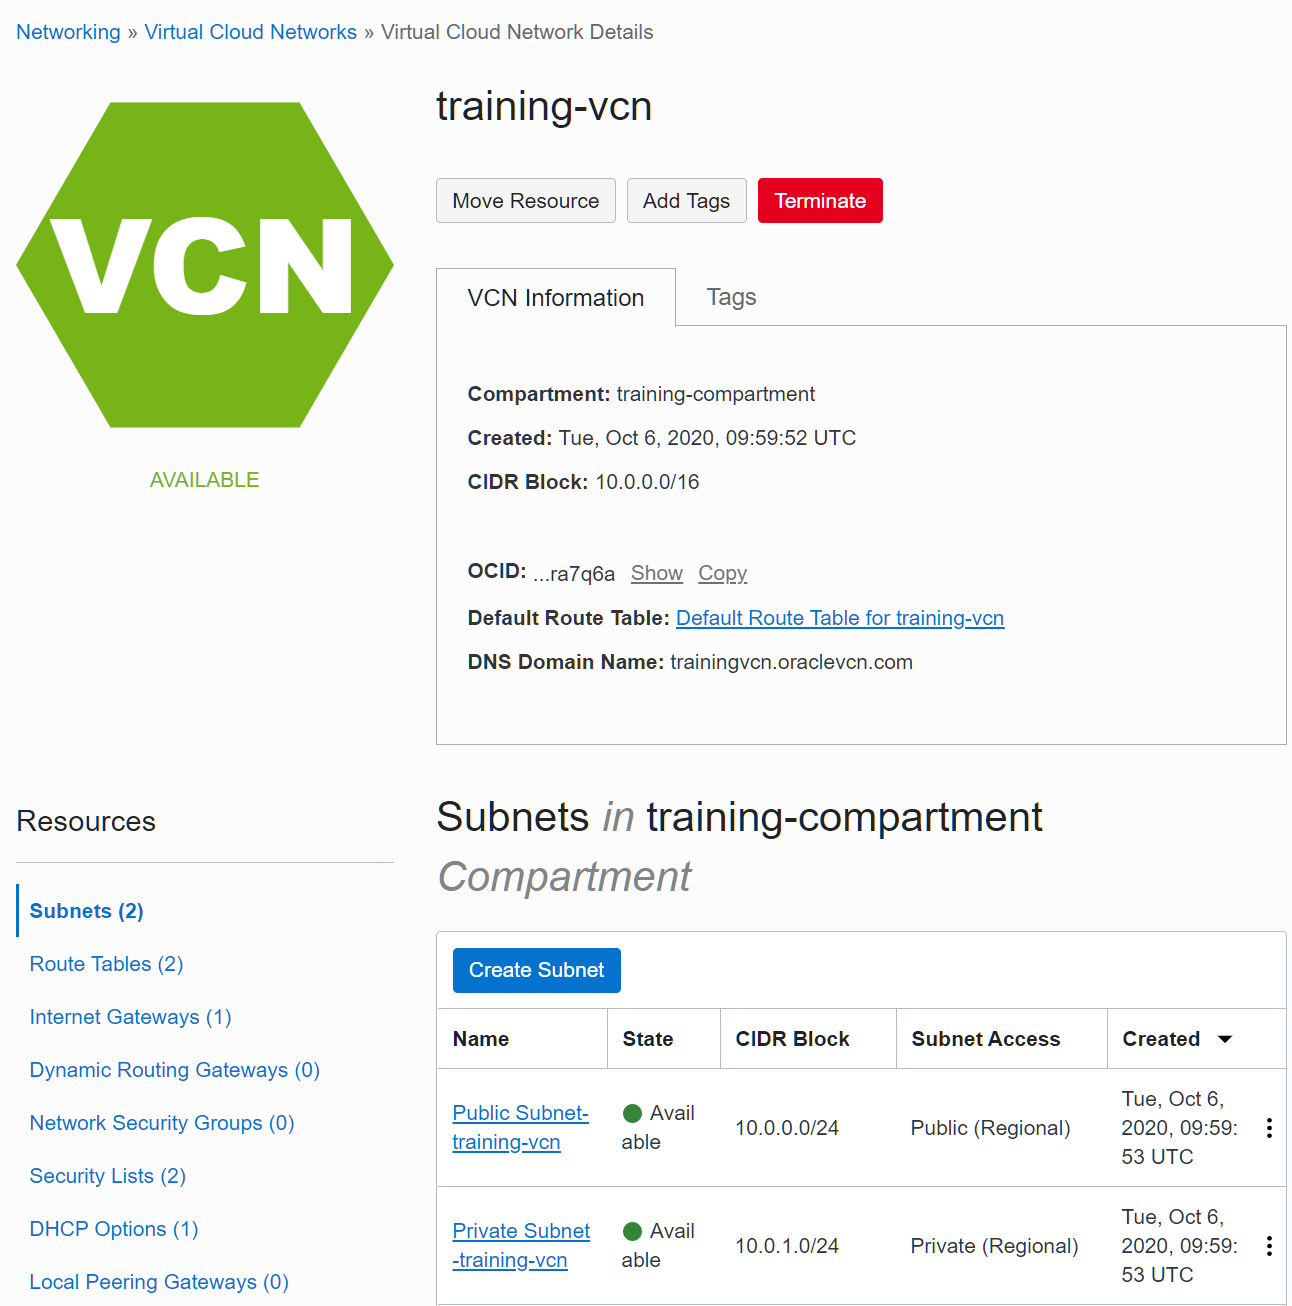 Networking » Virtual Cloud Networks » Virtual Cloud Network Details
VCN
AVAILABLE
training-vcn
Move Resource Add Tags Terminate
VCN Information Tags
Compartment: training-compartment
Created: Tue, Oct 6, 2020, 09:59:52 UTC
CIDR Block: 10.0.0.0/16
OCID: ...ra7q6a Show Copy
Default Route Table: Default Route Table for training-vcn
DNS Domain Name: trainingvcn.oraclevcn.com
Resources
Subnets (2)
Route Tables (2)
Internet Gateways (1)
Dynamic Routing Gateways (0)
Network Security Groups (0)
Security Lists (2)
DHCP Options (1)
Local Peering Gateways (0)
Subnets in training-compartment
Compartment
Create Subnet
Name State CIDR Block Subnet Access Created
Public Subnet-
training-vcn
Avail
able
10.0.0.0/24
Public (Regional)
Tue, Oct 6,
2020, 09:59:
53 UTC
Private Subnet
-training-vcn
Avail
able
10.0.1.0/24
Private (Regional)
Tue, Oct 6,
2020, 09:59:
53 UTC